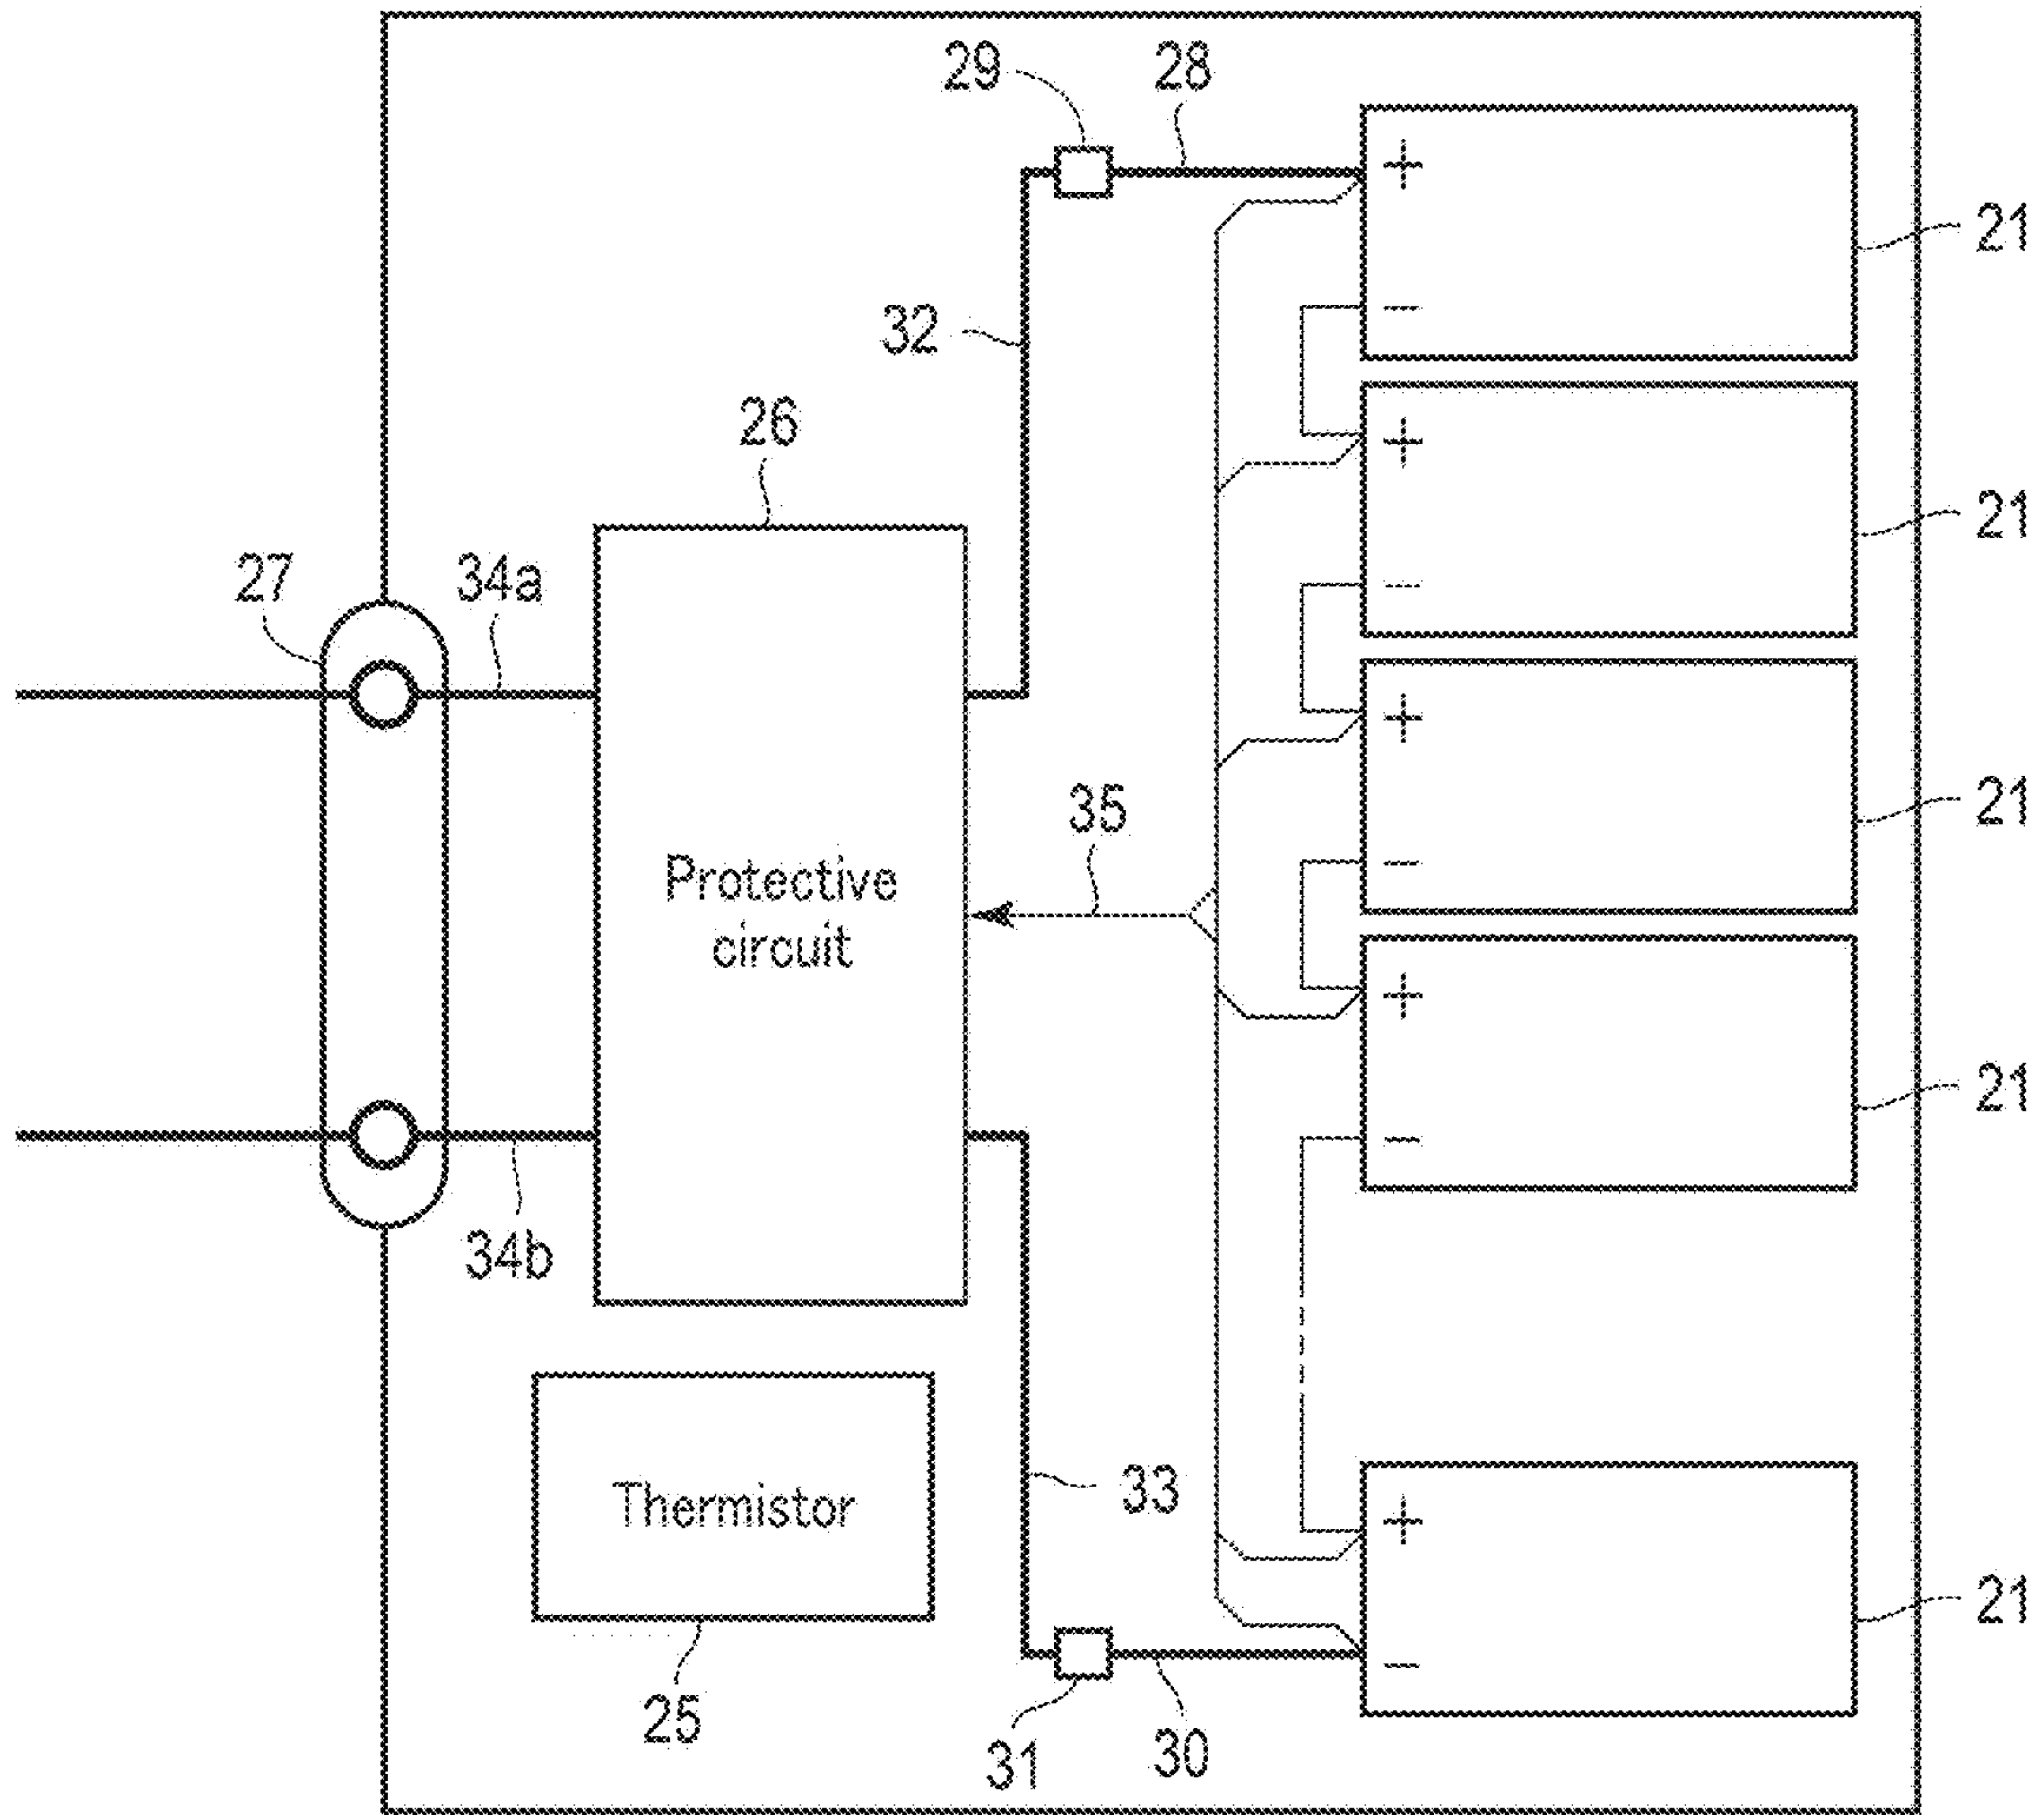 29 28
+
21
32 −
26 +
21
27 34a −
+
35 21
Protective −
circuit +
21
−
34b
33 +
Thermistor
21
25 31 30 −